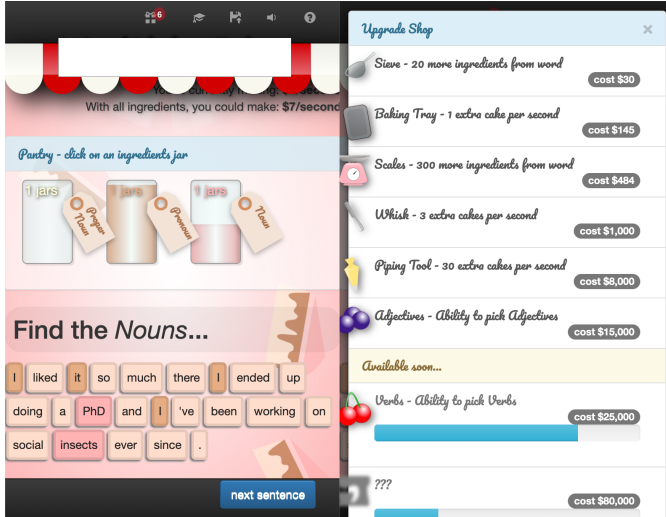 6
With all ingredients, you could make: $7/second
Pantry - click on an ingredients jar
1 jars
Proper Noun
1 jars
Pronoun
1 jars
Noun
Find the Nouns...
I liked it so much there I ended up
doing a PhD and I 've been working on
social insects ever since .
next sentence
Upgrade Shop
×
Sieve - 20 more ingredients from word
cost $30
Baking Tray - 1 extra cake per second
cost $145
Scales - 300 more ingredients from word
cost $484
Whisk - 3 extra cakes per second
cost $1,000
Piping Tool - 30 extra cakes per second
cost $8,000
Adjectives - Ability to pick Adjectives
cost $15,000
Available soon...
Verbs - Ability to pick Verbs
cost $25,000
???
cost $80,000